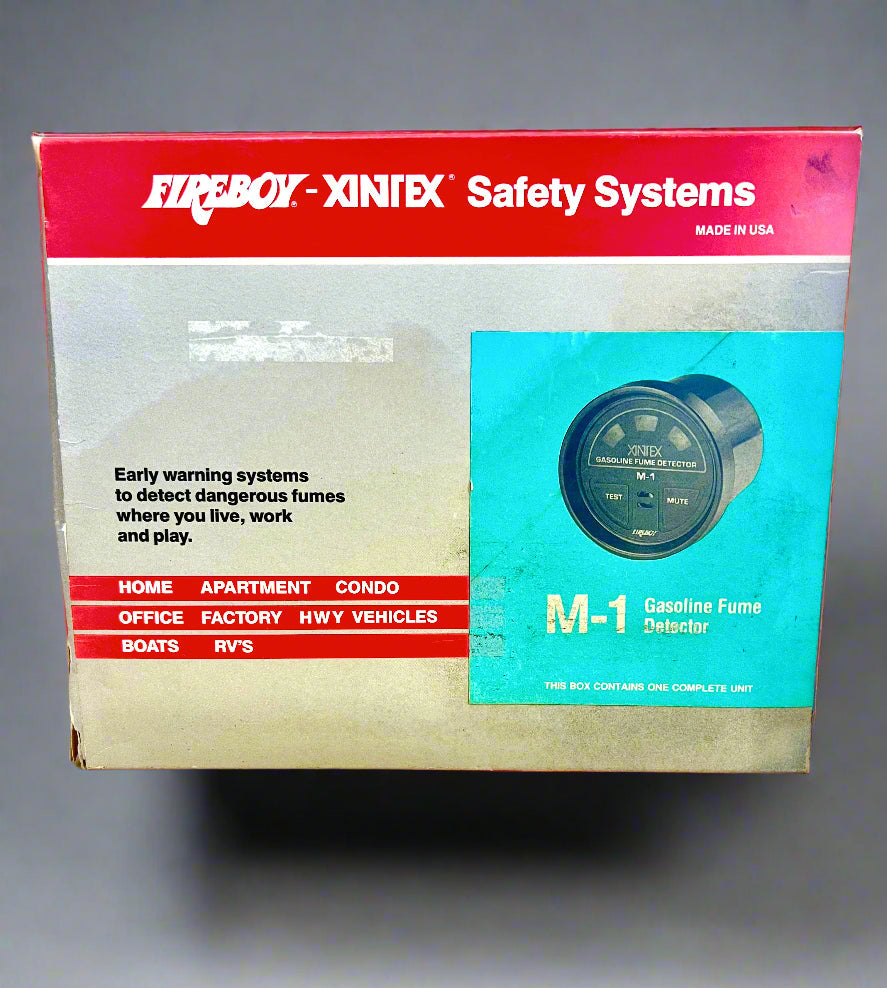 FIREBOY® - XINTEX® Safety Systems
MADE IN USA
Early warning systems
to detect dangerous fumes
where you live, work
and play.
HOME APARTMENT CONDO
OFFICE FACTORY HWY VEHICLES
BOATS RV'S
XINTEX
GASOLINE FUME DETECTOR
M-1
TEST MUTE
FIREBOY
M-1 Gasoline Fume
Detector
THIS BOX CONTAINS ONE COMPLETE UNIT